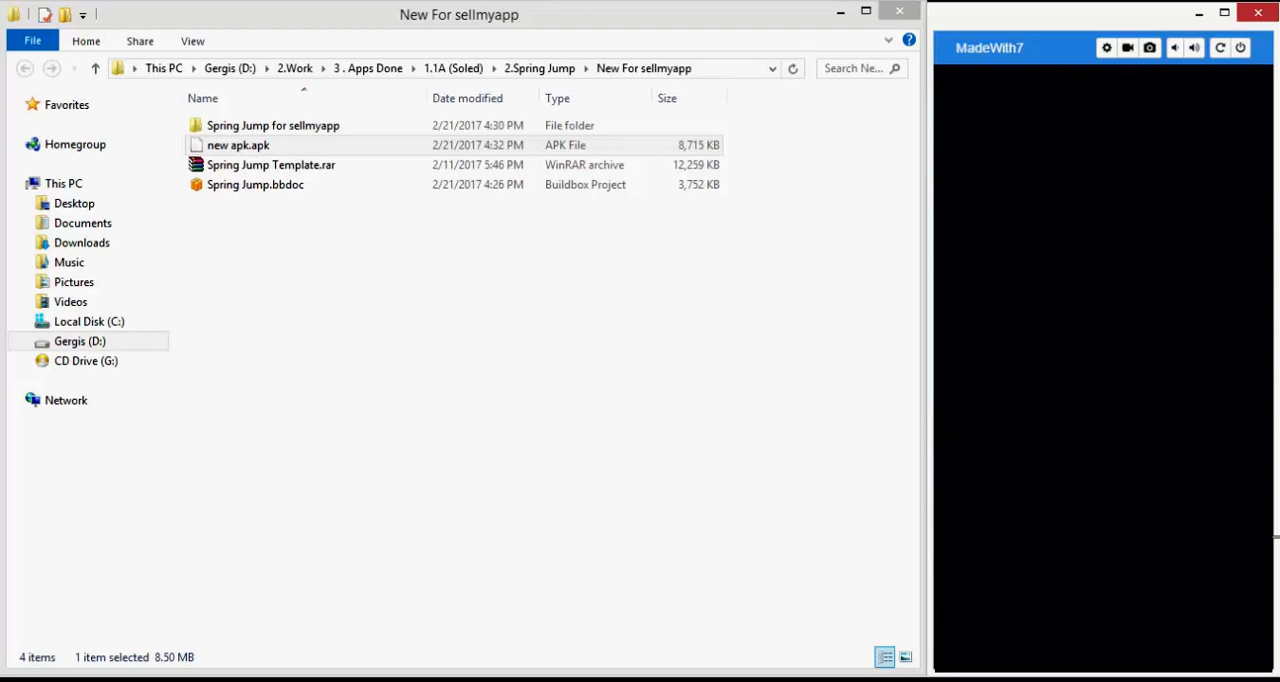 New For sellmyapp
File Home Share View
This PC Gergis (D:) 2.Work 3 . Apps Done 1.1A (Soled) 2.Spring Jump New For sellmyapp Search Ne...
Name Date modified Type Size
Spring Jump for sellmyapp 2/21/2017 4:30 PM File folder
new apk.apk 2/21/2017 4:32 PM APK File 8,715 KB
Spring Jump Template.rar 2/11/2017 5:46 PM WinRAR archive 12,259 KB
Spring Jump.bbdoc 2/21/2017 4:26 PM Buildbox Project 3,752 KB
Favorites
Homegroup
This PC
Desktop
Documents
Downloads
Music
Pictures
Videos
Local Disk (C:)
Gergis (D:)
CD Drive (G:)
Network
4 items 1 item selected 8.50 MB
MadeWith7